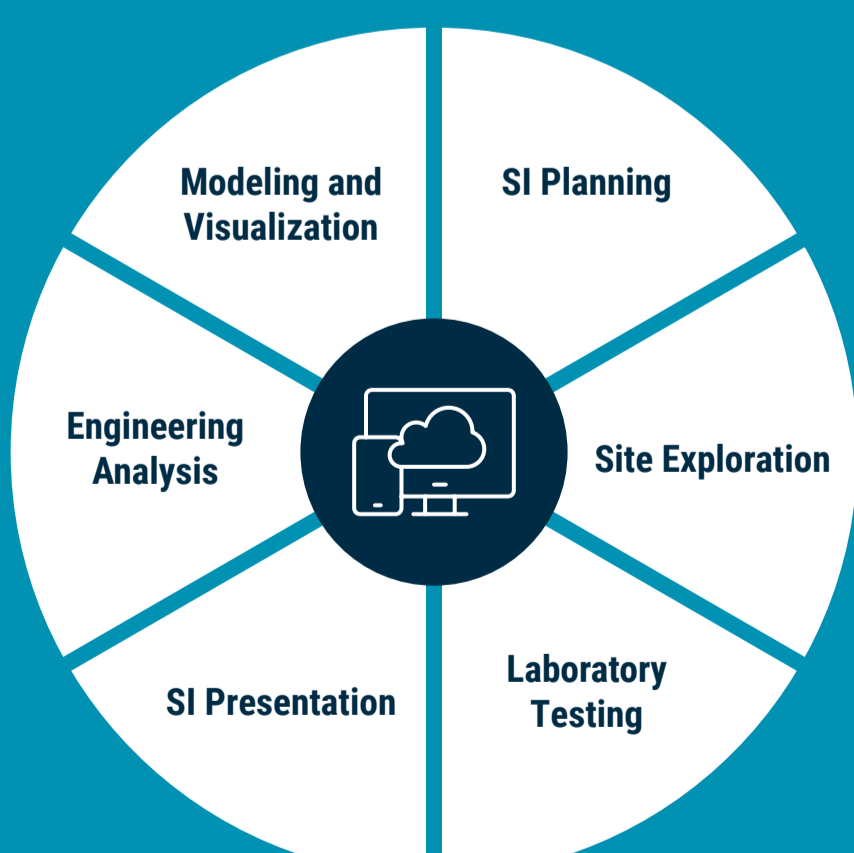 Modeling and
Visualization
SI Planning
Engineering
Analysis
Site Exploration
SI Presentation
Laboratory
Testing